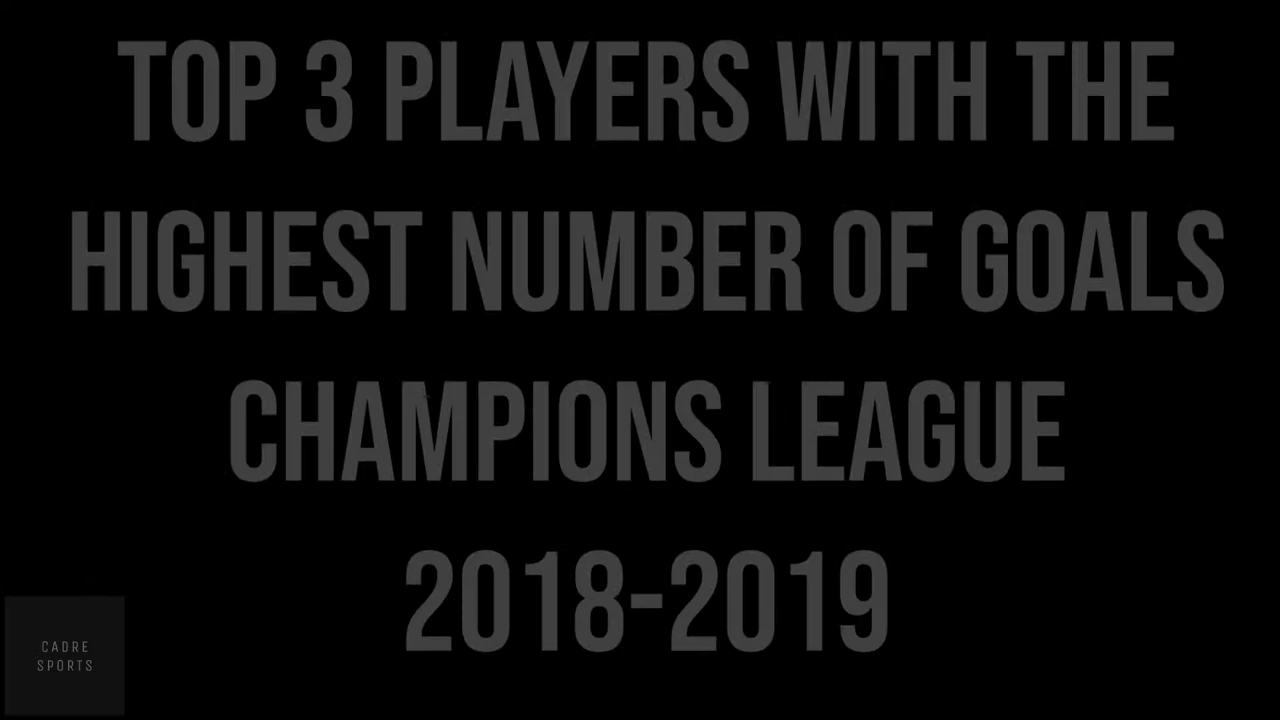 TOP 3 PLAYERS WITH THE
HIGHEST NUMBER OF GOALS
CHAMPIONS LEAGUE
2018-2019
CADRE
SPORTS